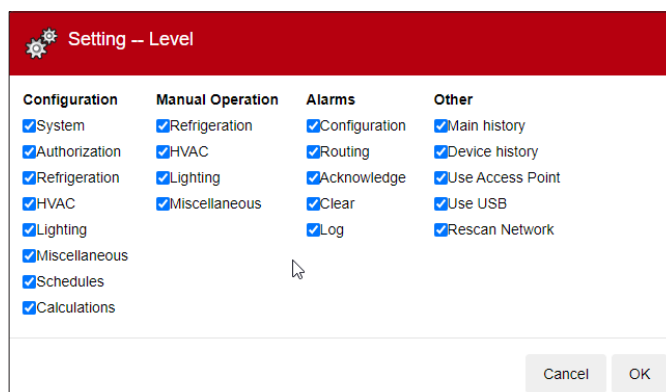 Setting -- Level
Configuration Manual Operation Alarms Other
System Refrigeration Configuration Main history
Authorization HVAC Routing Device history
Refrigeration Lighting Acknowledge Use Access Point
HVAC Miscellaneous Clear Use USB
Lighting Log Rescan Network
Miscellaneous
Schedules
Calculations
Cancel OK